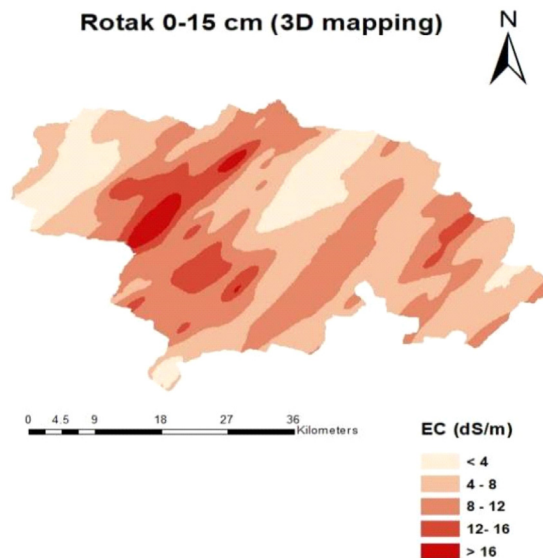 Rotak 0-15 cm (3D mapping)
N
0 4.5 9 18 27 36
Kilometers
EC (dS/m)
< 4
4 - 8
8 - 12
12- 16
> 16